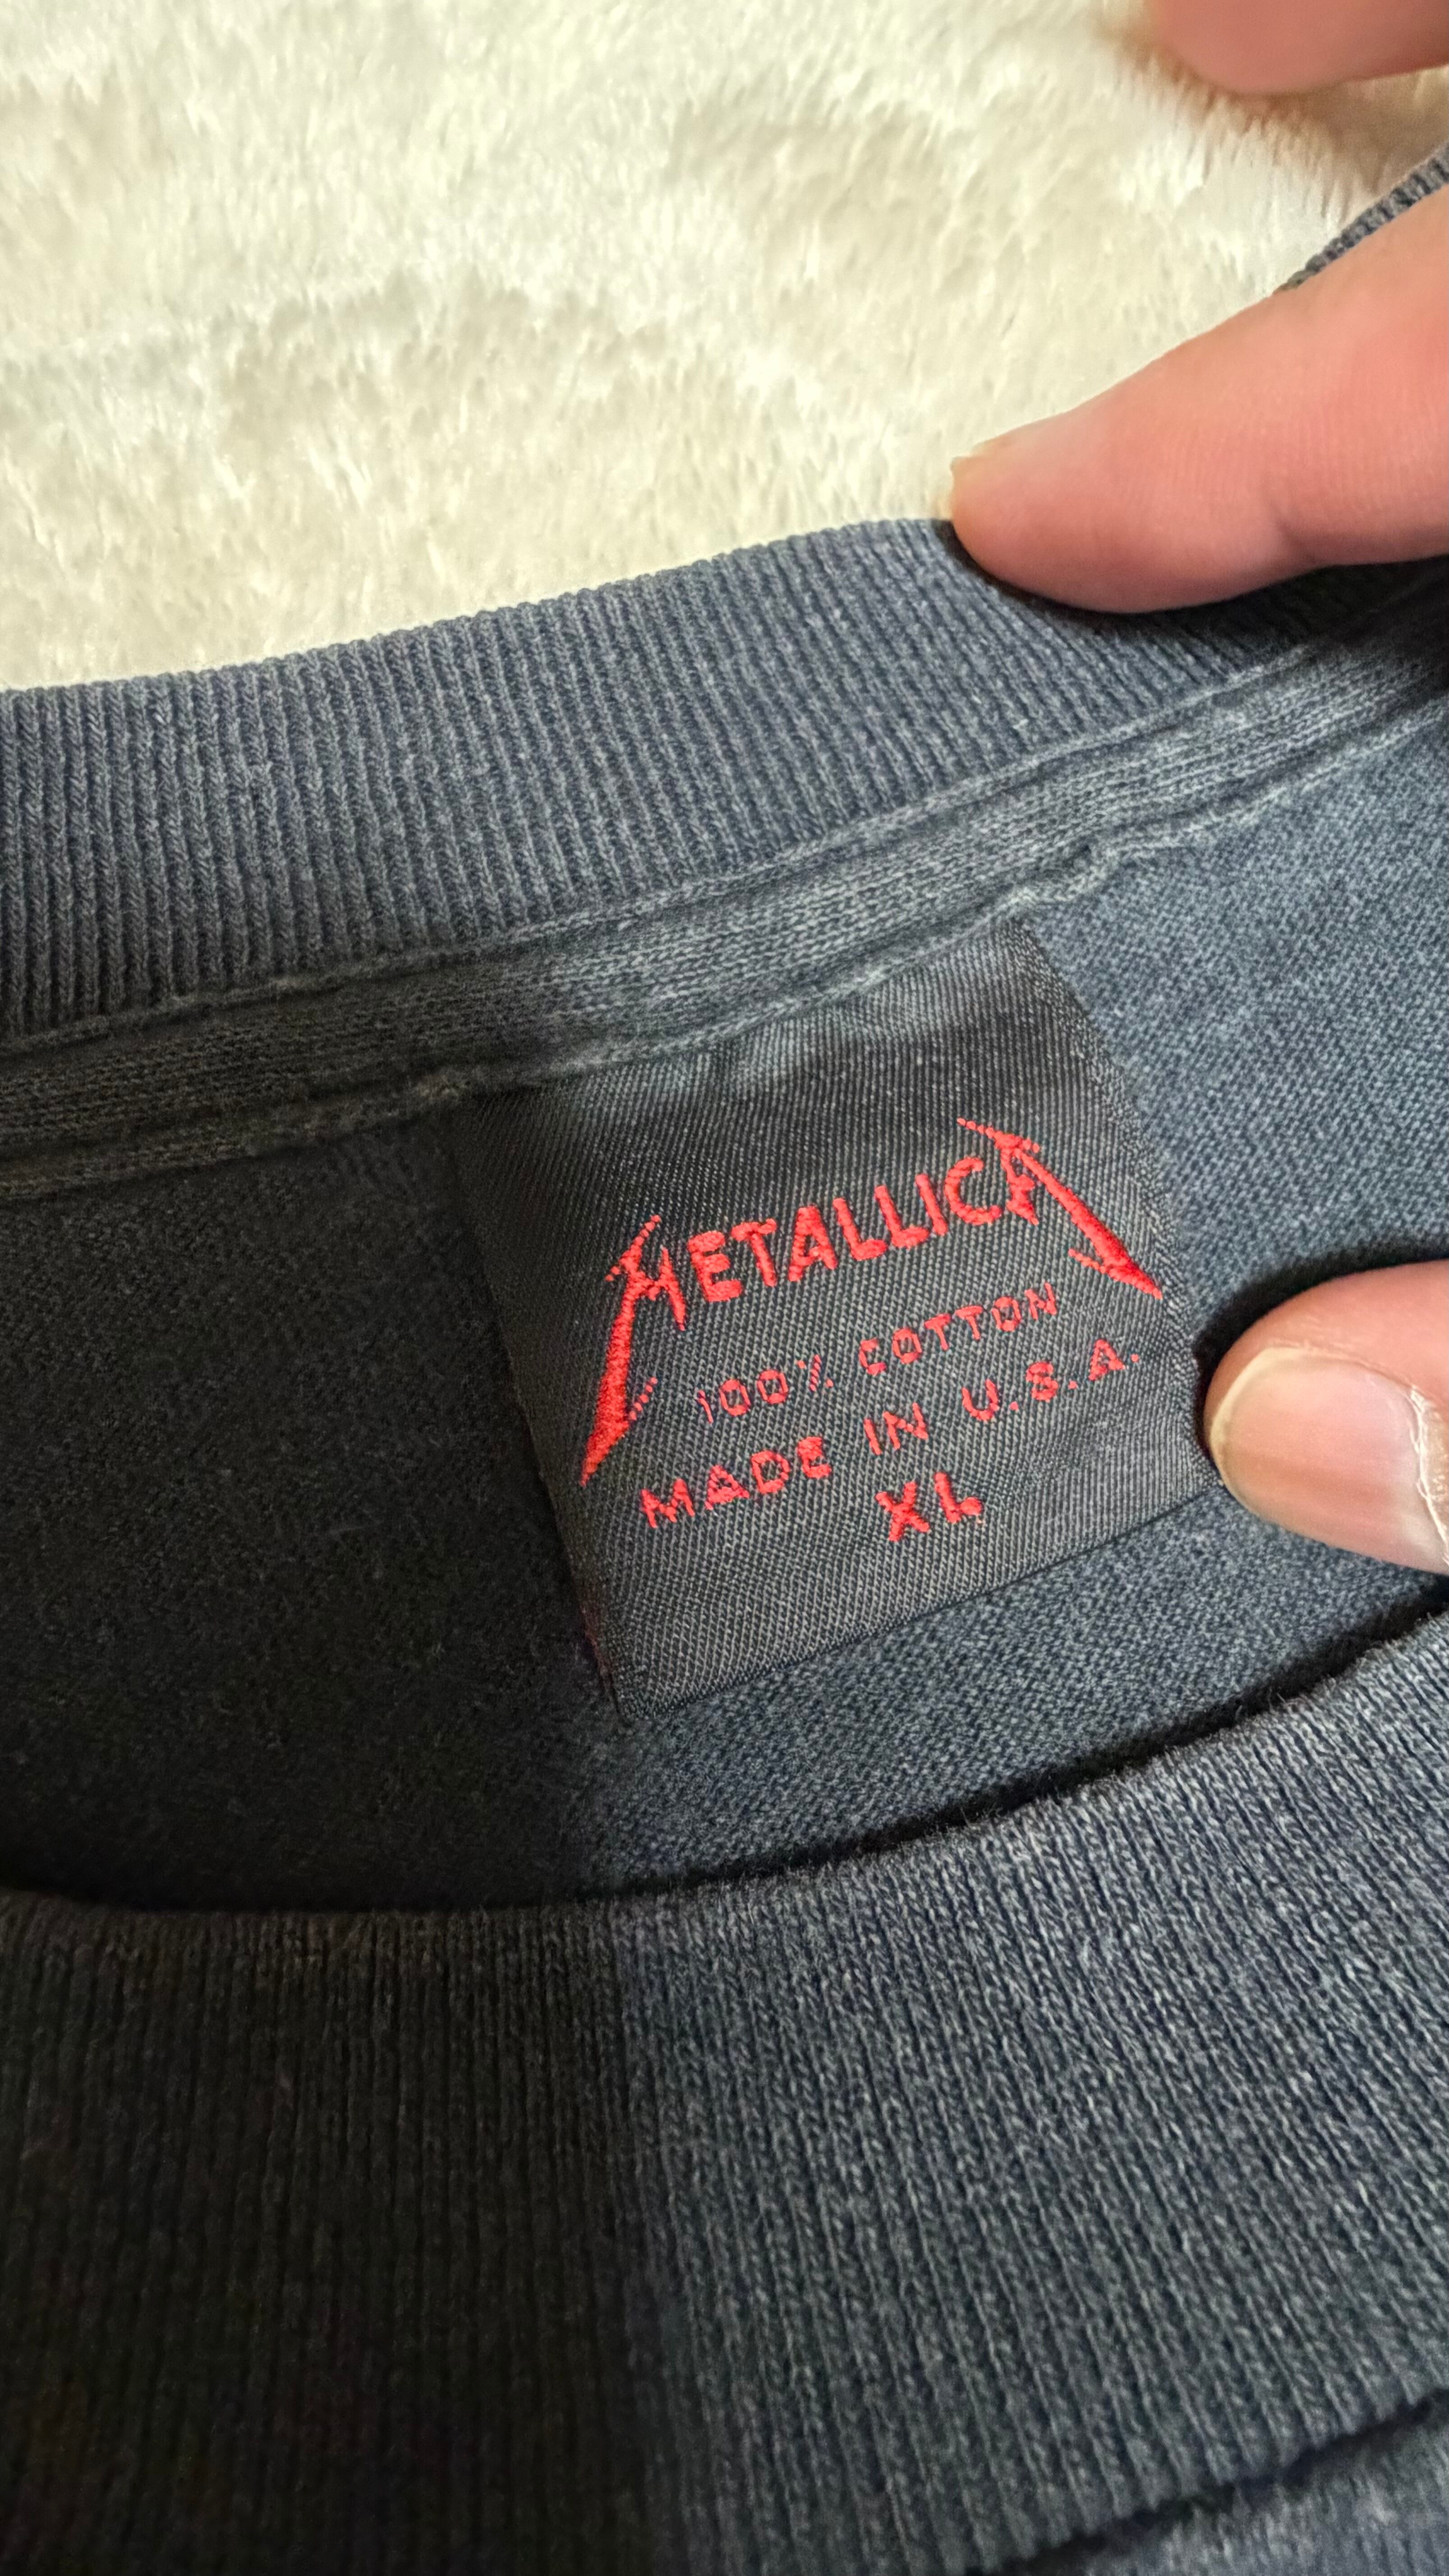 METALLICA
100% COTTON
MADE IN U.S.A.
XL